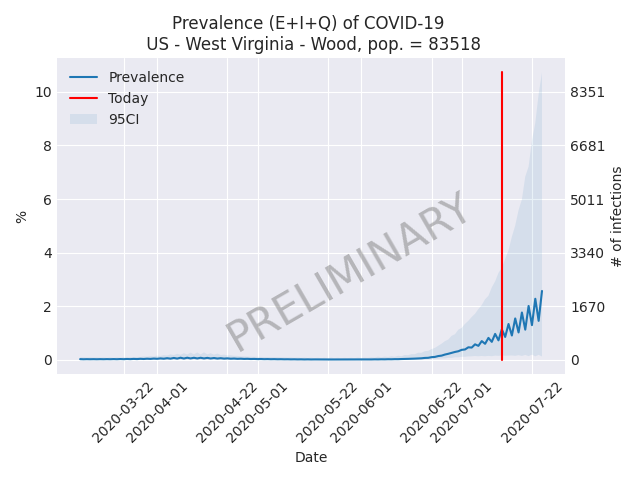 Prevalence (E+I+Q) of COVID-19
US - West Virginia - Wood, pop. = 83518
Prevalence
Today
95CI
10
8
6
4
2
0
%
8351
6681
5011
3340
1670
0
# of infections
PRELIMINARY
2020-03-22
2020-04-01
2020-04-22
2020-05-01
2020-05-22
2020-06-01
2020-06-22
2020-07-01
2020-07-22
Date